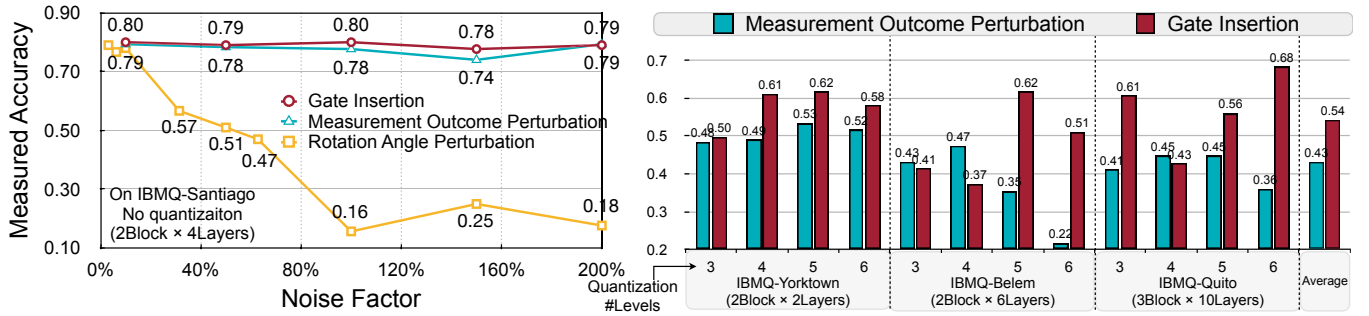 0.90
0.70
0.50
0.30
0.10
Measured Accuracy
0.80
0.79
0.80
0.78
0.79
0.79
0.78
0.78
0.74
0.79
Gate Insertion
Measurement Outcome Perturbation
Rotation Angle Perturbation
0.57
0.51
0.47
0.16
0.25
0.18
On IBMQ-Santiago
No quantizaiton
(2Block × 4Layers)
0% 40% 80% 120% 160% 200%
Noise Factor
Measurement Outcome Perturbation Gate Insertion
0.7
0.6
0.5
0.4
0.3
0.2
0.48 0.50 0.49 0.61 0.53 0.62 0.52 0.58
0.43 0.41 0.47 0.37 0.35 0.62 0.22 0.51
0.41 0.61 0.45 0.43 0.45 0.56 0.36 0.68
0.43 0.54
3 4 5 6 3 4 5 6 3 4 5 6
Quantization
#Levels
IBMQ-Yorktown
(2Block × 2Layers)
IBMQ-Belem
(2Block × 6Layers)
IBMQ-Quito
(3Block × 10Layers)
Average